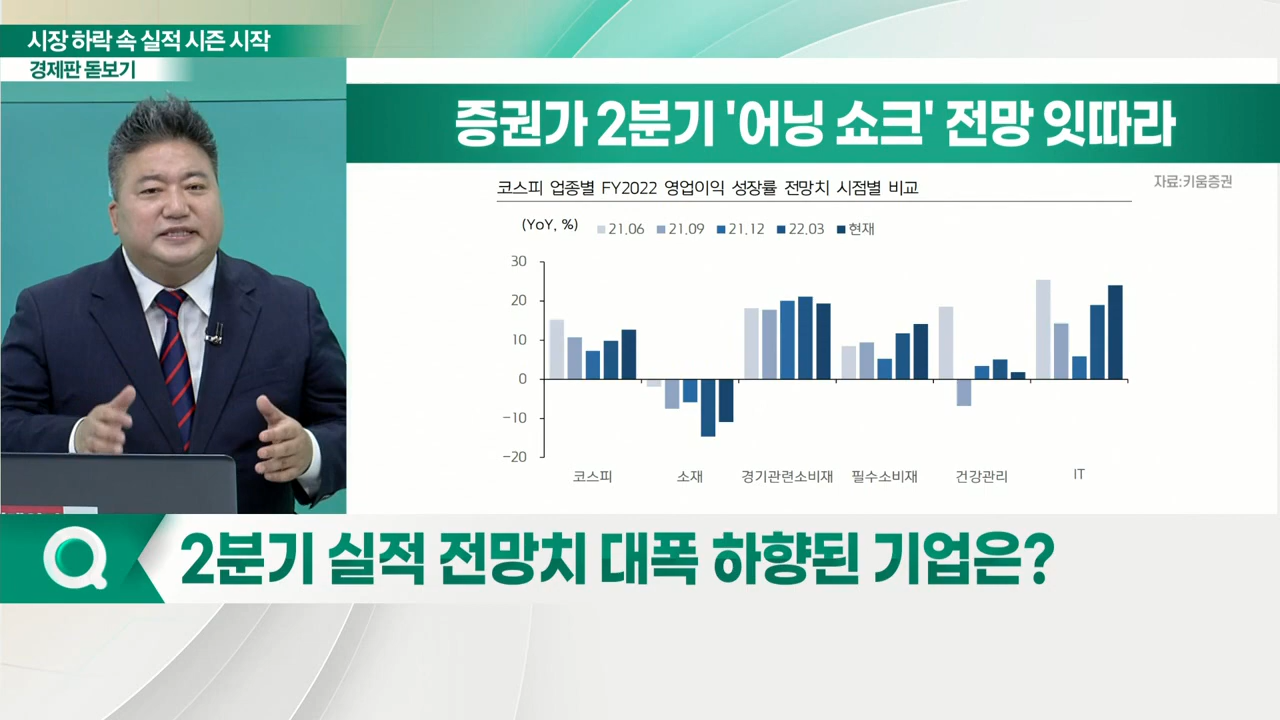 시장 하락 속 실적 시즌 시작
경제판 돋보기
증권가 2분기 '어닝 쇼크' 전망 잇따라
코스피 업종별 FY2022 영업이익 성장률 전망치 시점별 비교
자료:키움증권
(YoY, %)
21.06 21.09 21.12 22.03 현재
30
20
10
0
-10
-20
코스피 소재 경기관련소비재 필수소비재 건강관리 IT
2분기 실적 전망치 대폭 하향된 기업은?